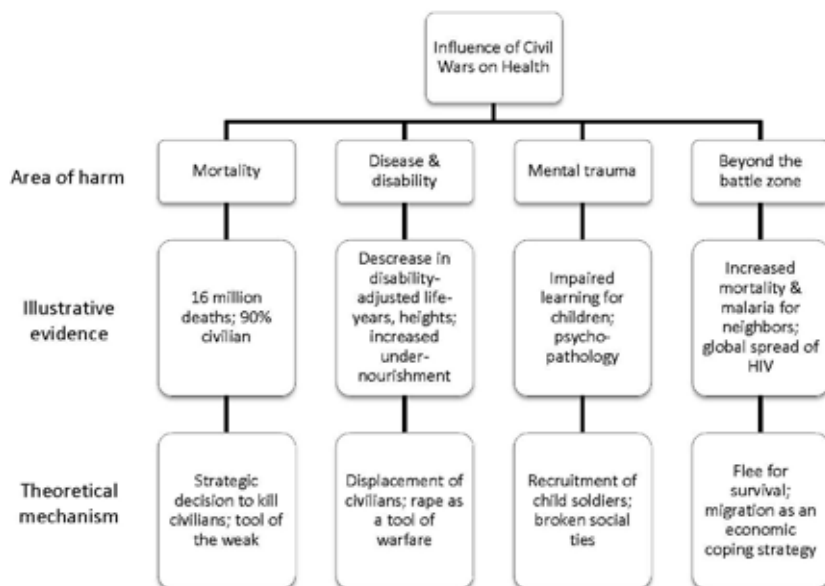 Influence of Civil
Wars on Health
Area of harm
Mortality
Disease &
disability
Mental trauma
Beyond the
battle zone
Illustrative
evidence
16 million
deaths; 90%
civilian
Descrease in
disability-
adjusted life-
years, heights;
increased
under-
nourishment
Impaired
learning for
children;
psycho-
pathology
Increased
mortality &
malaria for
neighbors;
global spread of
HIV
Theoretical
mechanism
Strategic
decision to kill
civilians; tool of
the weak
Displacement of
civilians; rape as
a tool of
warfare
Recruitment of
child soldiers;
broken social
ties
Flee for
survival;
migration as an
economic
coping strategy